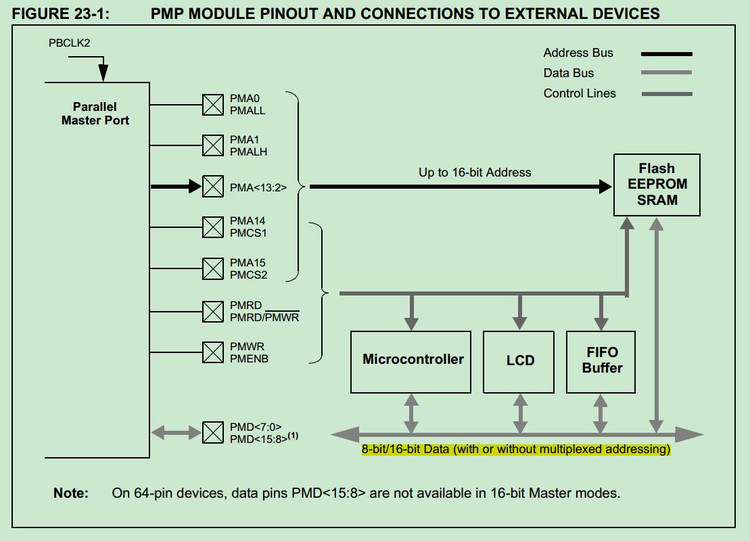 FIGURE 23-1: PMP MODULE PINOUT AND CONNECTIONS TO EXTERNAL DEVICES
PBCLK2
Parallel
Master Port
PMA0
PMALL
PMA1
PMALH
PMA<13:2>
PMA14
PMCS1
PMA15
PMCS2
PMRD
PMRD/PMWR
PMWR
PMENB
PMD<7:0>
PMD<15:8>(1)
Address Bus
Data Bus
Control Lines
Up to 16-bit Address
Flash
EEPROM
SRAM
Microcontroller
LCD
FIFO
Buffer
8-bit/16-bit Data (with or without multiplexed addressing)
Note: On 64-pin devices, data pins PMD<15:8> are not available in 16-bit Master modes.